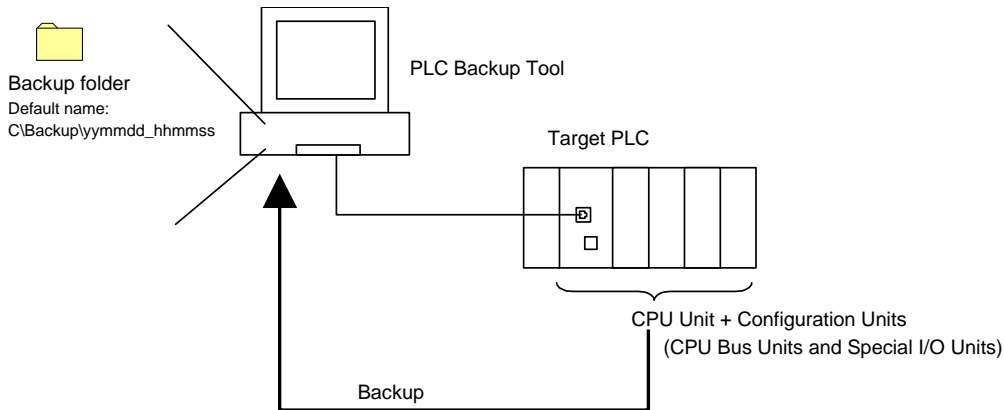 Backup folder
Default name:
C\Backup\yymmdd_hhmmss
PLC Backup Tool
Target PLC
CPU Unit + Configuration Units
(CPU Bus Units and Special I/O Units)
Backup